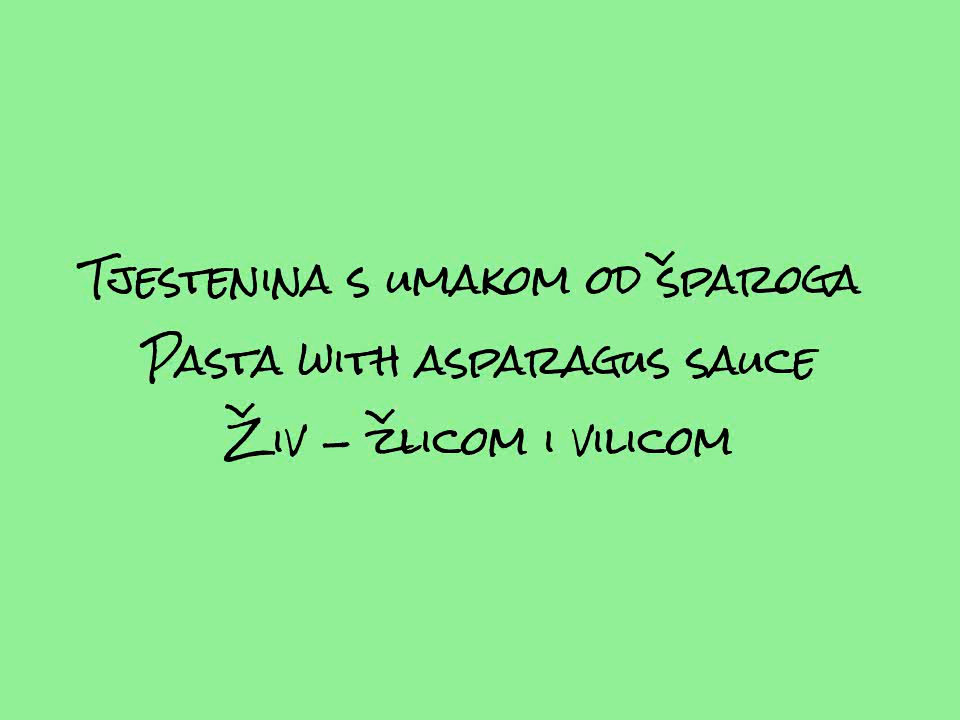 Tjestenina s umakom od šparoga
Pasta with asparagus sauce
Živ - žlicom i vilicom